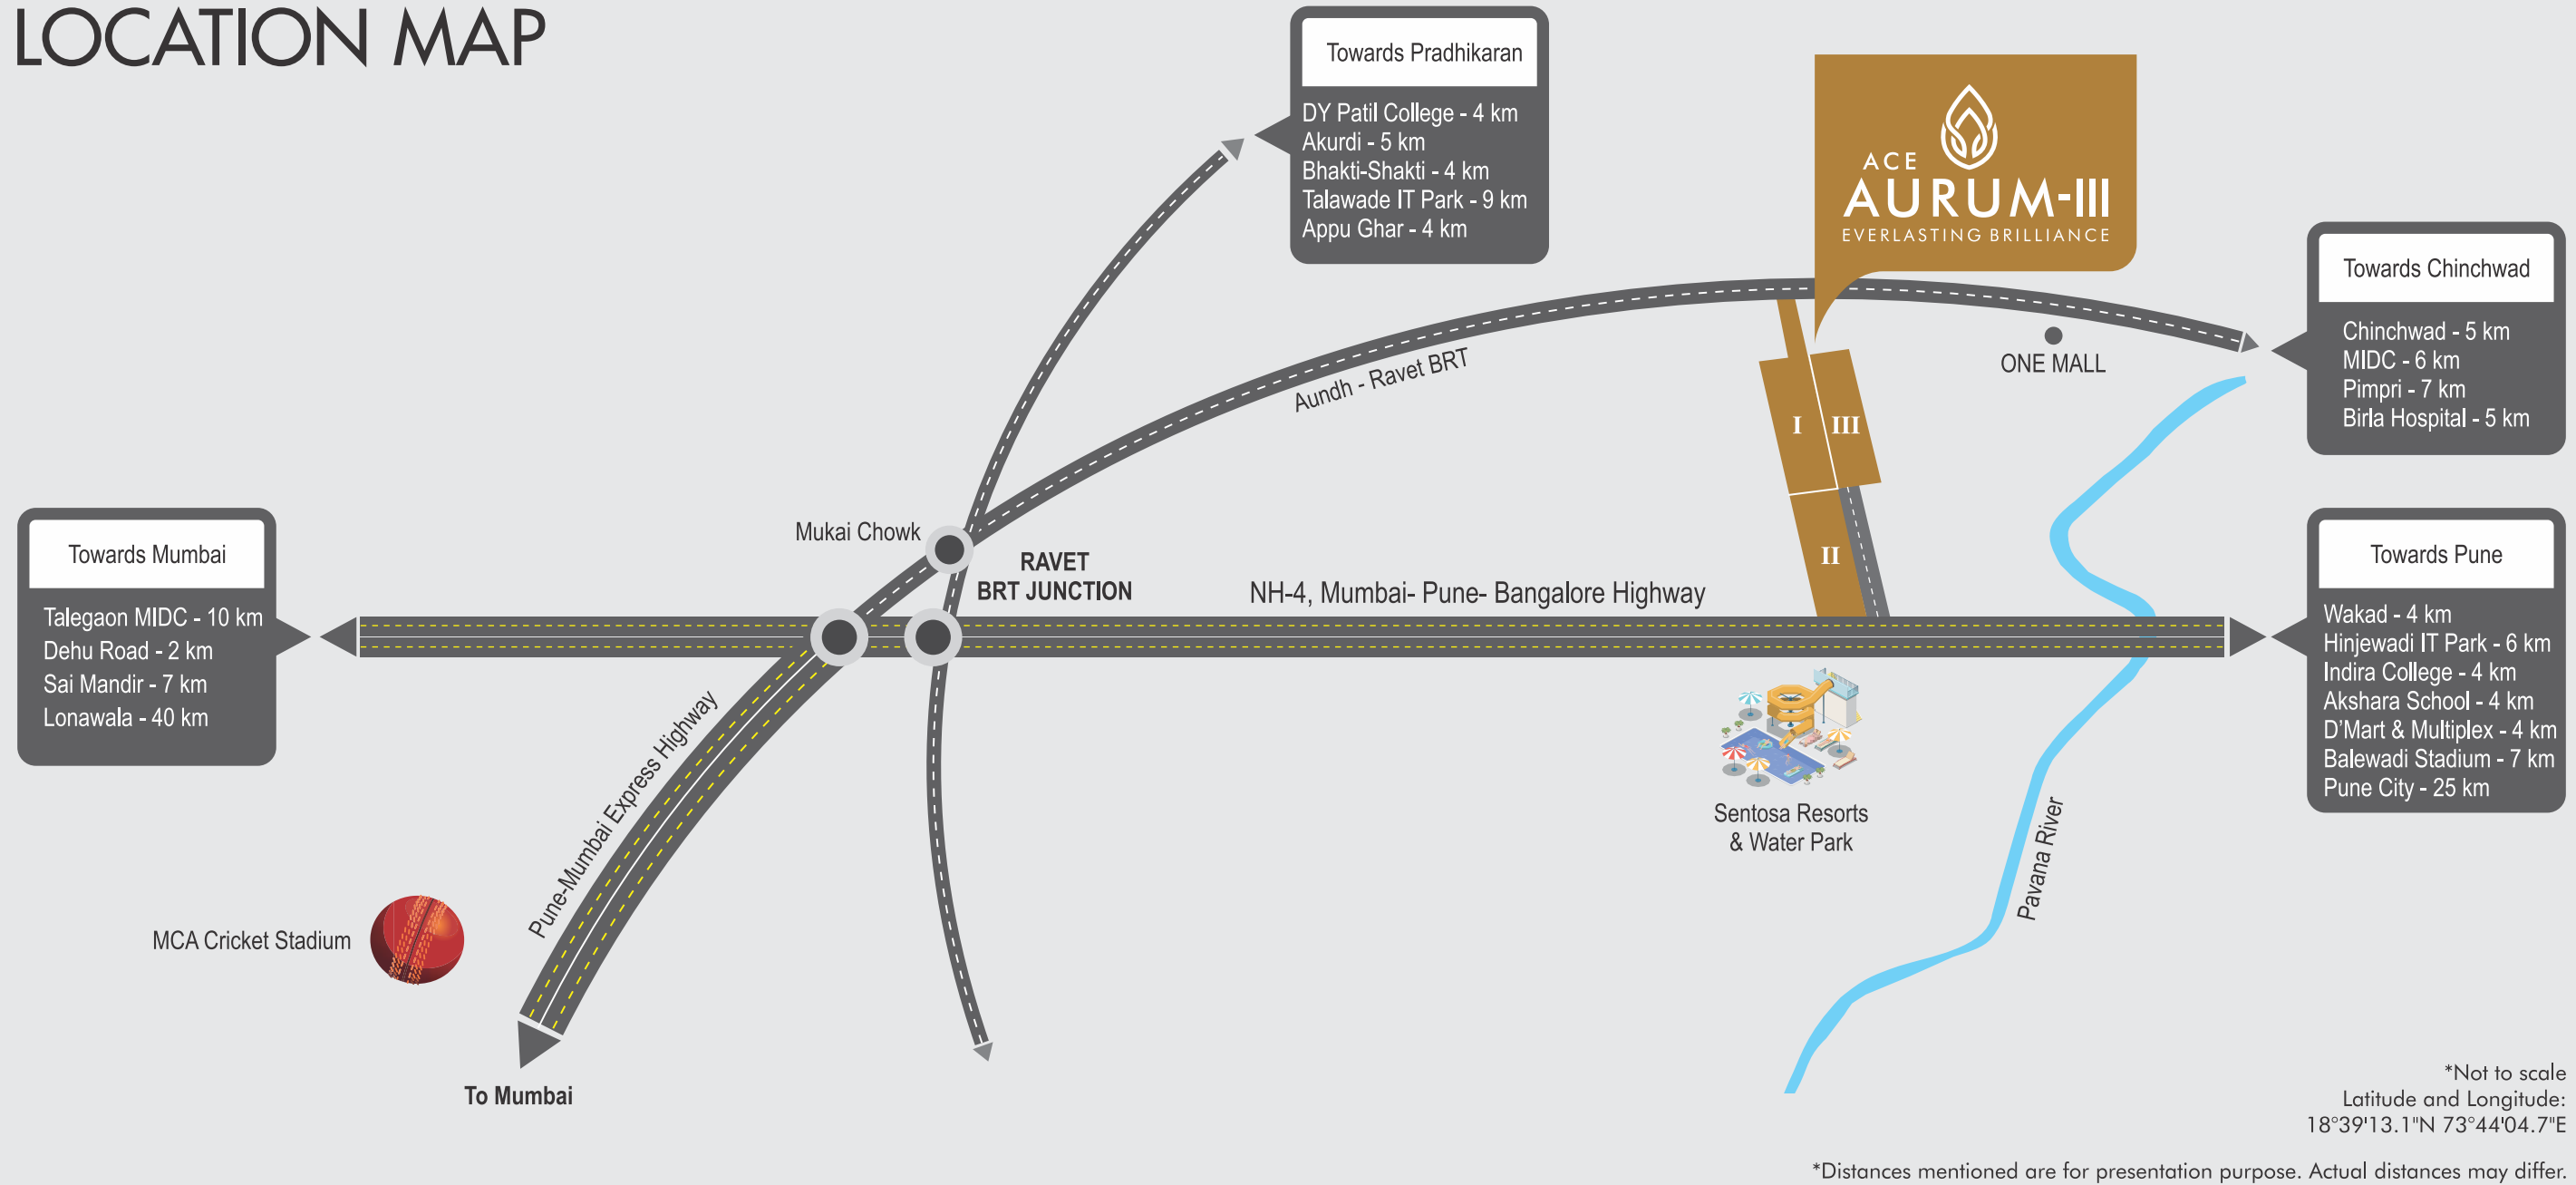 LOCATION MAP
Towards Pradhikaran
DY Patil College - 4 km
Akurdi - 5 km
Bhakti-Shakti - 4 km
Talawade IT Park - 9 km
Appu Ghar - 4 km
ACE
AURUM-III
EVERLASTING BRILLIANCE
Towards Chinchwad
Chinchwad - 5 km
MIDC - 6 km
Pimpri - 7 km
Birla Hospital - 5 km
ONE MALL
Aundh - Ravet BRT
I
III
II
Mukai Chowk
RAVET
BRT JUNCTION
NH-4, Mumbai- Pune- Bangalore Highway
Towards Mumbai
Talegaon MIDC - 10 km
Dehu Road - 2 km
Sai Mandir - 7 km
Lonawala - 40 km
Towards Pune
Wakad - 4 km
Hinjewadi IT Park - 6 km
Indira College - 4 km
Akshara School - 4 km
D'Mart & Multiplex - 4 km
Balewadi Stadium - 7 km
Pune City - 25 km
Pune-Mumbai Express Highway
Sentosa Resorts
& Water Park
Pavana River
MCA Cricket Stadium
To Mumbai
*Not to scale
Latitude and Longitude:
18°39'13.1"N 73°44'04.7"E
*Distances mentioned are for presentation purpose. Actual distances may differ.